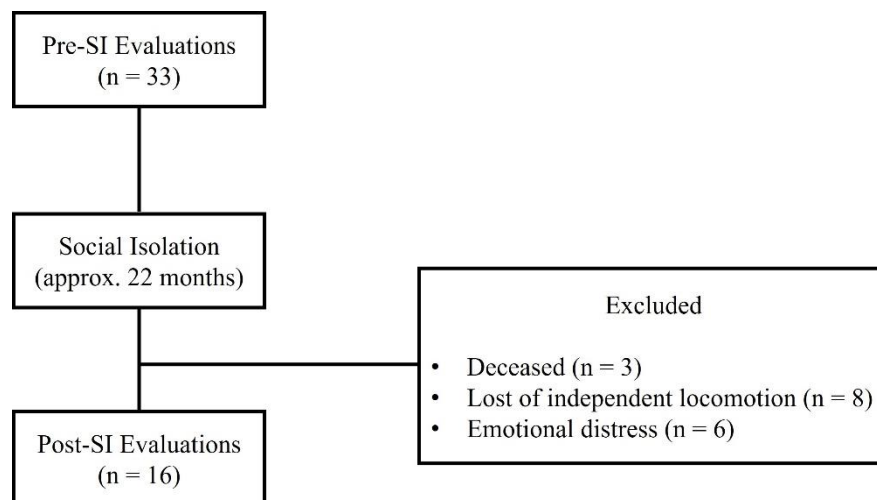 Pre-SI Evaluations
(n = 33)
Social Isolation
(approx. 22 months)
Excluded
• Deceased (n = 3)
• Lost of independent locomotion (n = 8)
• Emotional distress (n = 6)
Post-SI Evaluations
(n = 16)